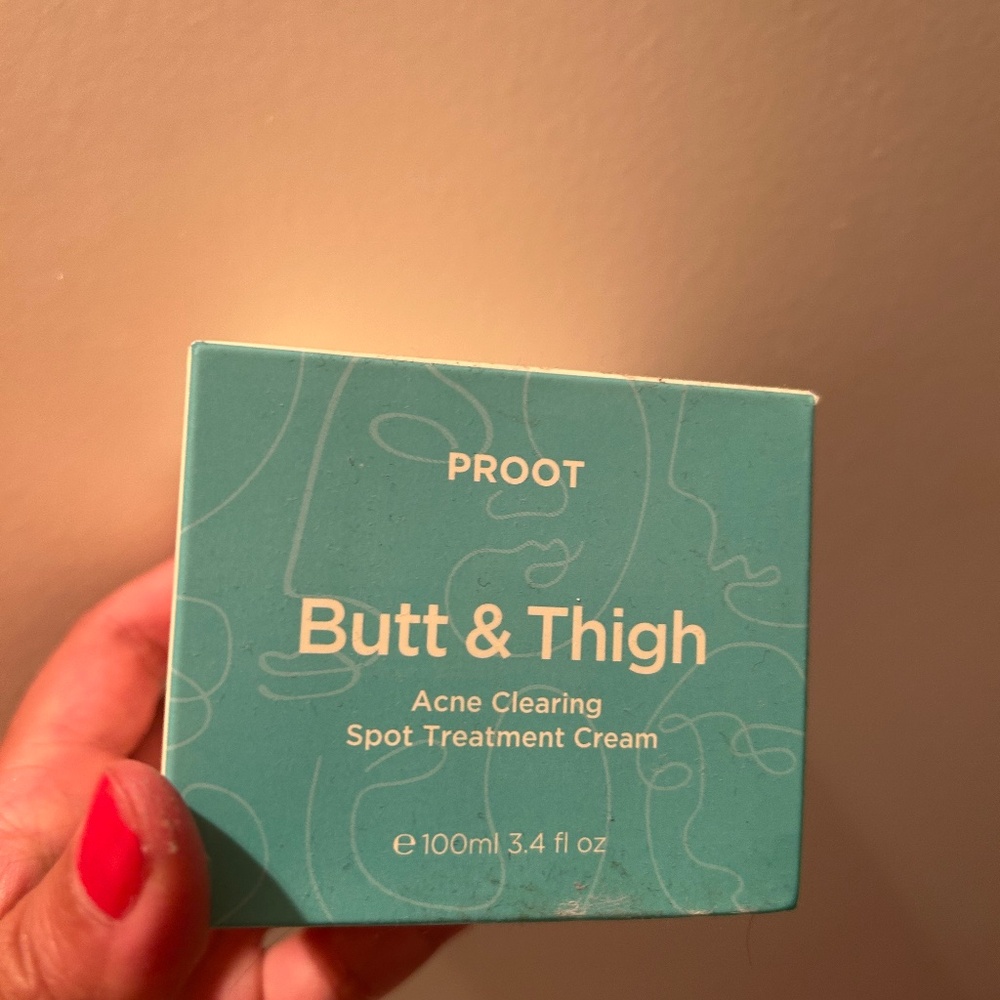 PROOT
Butt & Thigh
Acne Clearing
Spot Treatment Cream
℮ 100ml 3.4 fl oz